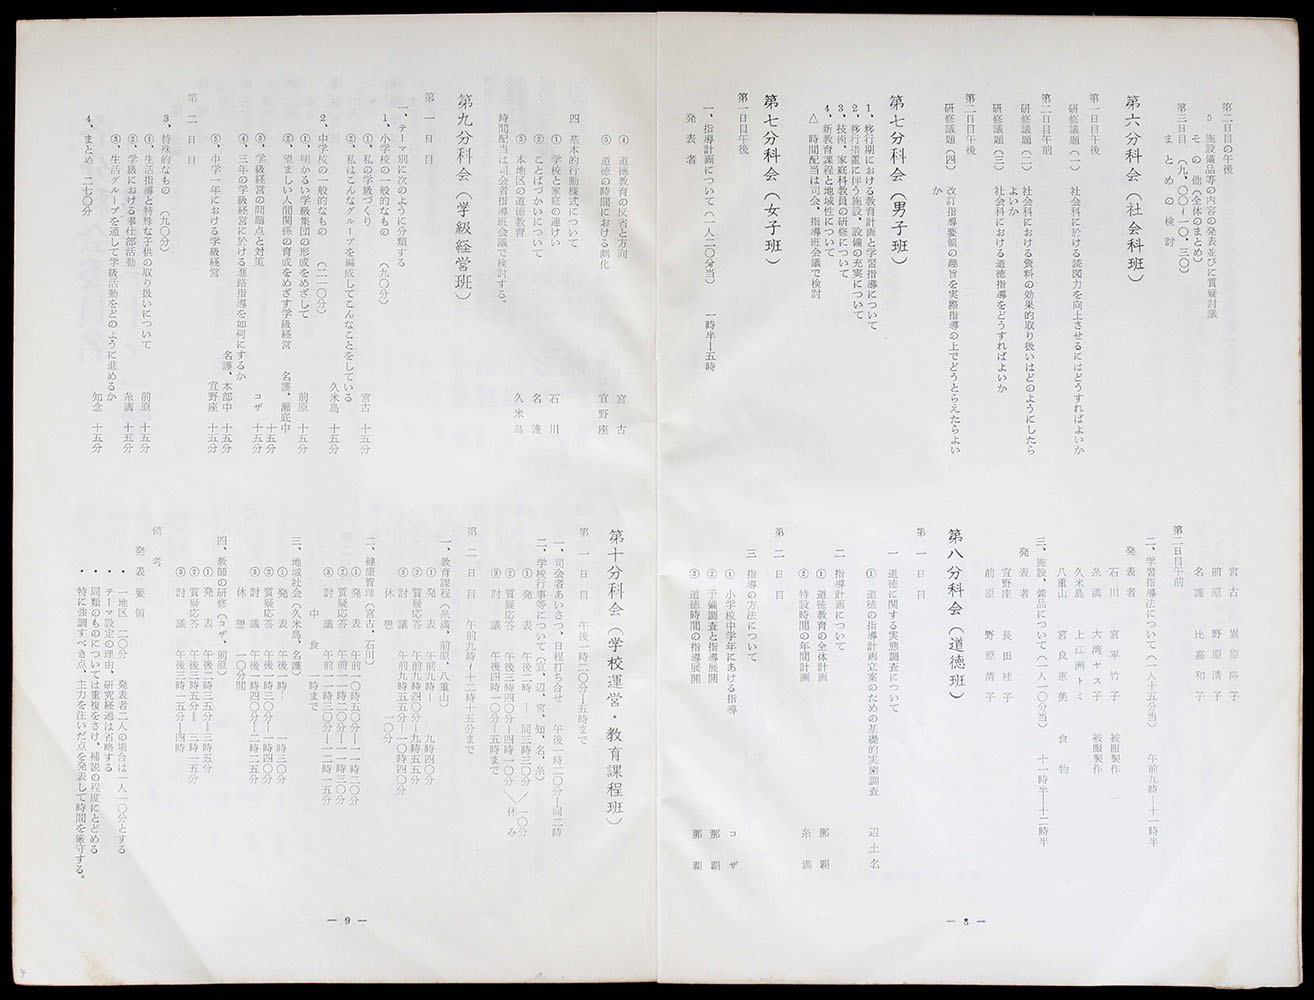 第二日目の午後
5 施設備品等の内容の発表並びに質疑討議
その他(全体のまとめ)
第三日目(九、〇〇~一〇、三〇)
まとめの検討
第六分科会(社会科班)
第一日目午後
研修議題(一) 社会科に於ける読図力を向上させるにはどうすればよいか
第二日目午前
研修議題(二) 社会科における資料の効果的取り扱いはどのようにしたら
よいか
研修議題(三) 社会科における道徳指導をどうすればよいか
第二日目午後
研修議題(四) 改訂指導要領の趣旨を実際指導の上でどうとらえたらよい
か
第七分科会(男子班)
1、移行期における教育計画と学習指導について
2、移行措置に伴う施設、設備の充実について
3、技術、家庭科教員の研修について
4、新教育課程と地域性について
△ 時間配当は司会、指導班会議で検討
第七分科会(女子班)
第一日目午後
一、指導計画について(一人二〇分当) 一時半―五時
発表者
宮古 嵩原陽子
前原 野原清子
名護 比嘉和子
第二日目午前
二、学習指導法について(一人十五分当) 午前九時―十一時半
発表者
石川 宮平竹子 被服製作
糸満 大湾ヤス子 被服製作
久米島 上江洲トミ
八重山 宮良恵美 食物
三、施設、備品について(一人一〇分当) 十一時半―十二時半
発表者
宜野座 長田桂子
前原 野原清子
第八分科会(道徳班)
第一日目
一 道徳に関する実態調査について
① 道徳の指導計画立案のための基礎的実態調査 辺土名
二 指導計画について
① 道徳教育の全体計画 那覇
② 特設時間の年間計画 糸満
第二日目
三 指導の方法について
① 小学校中学年にあける指導 コザ
② 予備調査と指導展開 那覇
③ 道徳時間の指導展開 那覇
― 8 ―
④ 道徳教育の反省と方向 宮古
⑤ 道徳の時間における劇化 宜野座
四 基本的行動様式について
① 学校と家庭の連けい 石川
② ことばづかいについて 名護
③ 本地区の道徳教育 久米島
時間配当は司会者指導班会議で検討する。
第九分科会(学級経営班)
第一日目
一、テーマ別に次のように分類する
1、小学校の一般的なもの (九〇分)
① 私の学級づくり 宮古 十五分
② 私はこんなグループを編成してこんなことをしている 久米島 十五分
2、中学校の一般的なもの (二一〇分)
① 明かるい学級集団の形成をめざして 前原 十五分
② 望ましい人間関係の育成をめざす学級経営 名護、瀬底中
十五分
③ 学級経営の問題点と対策 コザ 十五分
④ 三年の学級経営に於ける進路指導を如何にするか
名護、本部中 十五分
⑤ 中学一年における学級経営 宜野座 十五分
第二日目
3、特殊的なもの (九〇分)
① 生活指導と特殊な子供の取り扱いについて 前原 十五分
② 学級における奉仕部活動 糸満 十五分
③ 生活グループを通して学級活動をどのように進めるか
知念 十五分
4、まとめ 二七〇分
第十分科会(学校運営・教育課程班)
第一日目 午後一時二〇分―五時まで
一、司会者あいさつ、日程打ち合せ 午後一時二〇分―同二時
二、学校行事等について(宜、辺、宮、知、名、糸)
① 発表 午後二時―同三時三〇分
② 質疑応答 午後三時四〇分―四時一〇分 〉一〇分休み
③ 討議 午後四時一〇分―五時まで
第二日目 午前九時~十二時十五分まで
一、教育課程(糸満、前原、八重山)
① 発表 午前九時― 九時四〇分
② 質疑応答 午前九時四〇分―九時五五分
③ 討議 午前九時五五分―一〇時四〇分
休憩 一〇分
二、健康管理(宮古、石川)
① 発表 午前一〇時五〇分―一一時二〇分
② 質疑応答 午前一一時二〇分―一一時三〇分
③ 討議 午前一一時三〇分―一二時一五分
中食 一時まで
三、地域社会(久米島、名護)
① 発表 午後一時― 一時三〇分
② 質疑応答 午後一時三〇分―一時四〇分
③ 討議 午後一時四〇分―二時二五分
休憩 一〇分間
四、教師の研修(コザ、前原)
① 発表 午後二時三五分―三時五分
② 質疑応答 午後三時五分―三時一五分
③ 討議 午後三時一五分―四時
備考
発表要領
・一地区 二〇分 発表者二人の場合は一人一〇分とする
・テーマ設定の理由、研究経過は省略する
・同類のものについては重複をさけ、補説の程度にとどめる
・特に強調すべき点、主力を注いだ点を発表して時間を厳守する。
― 9 ―
4